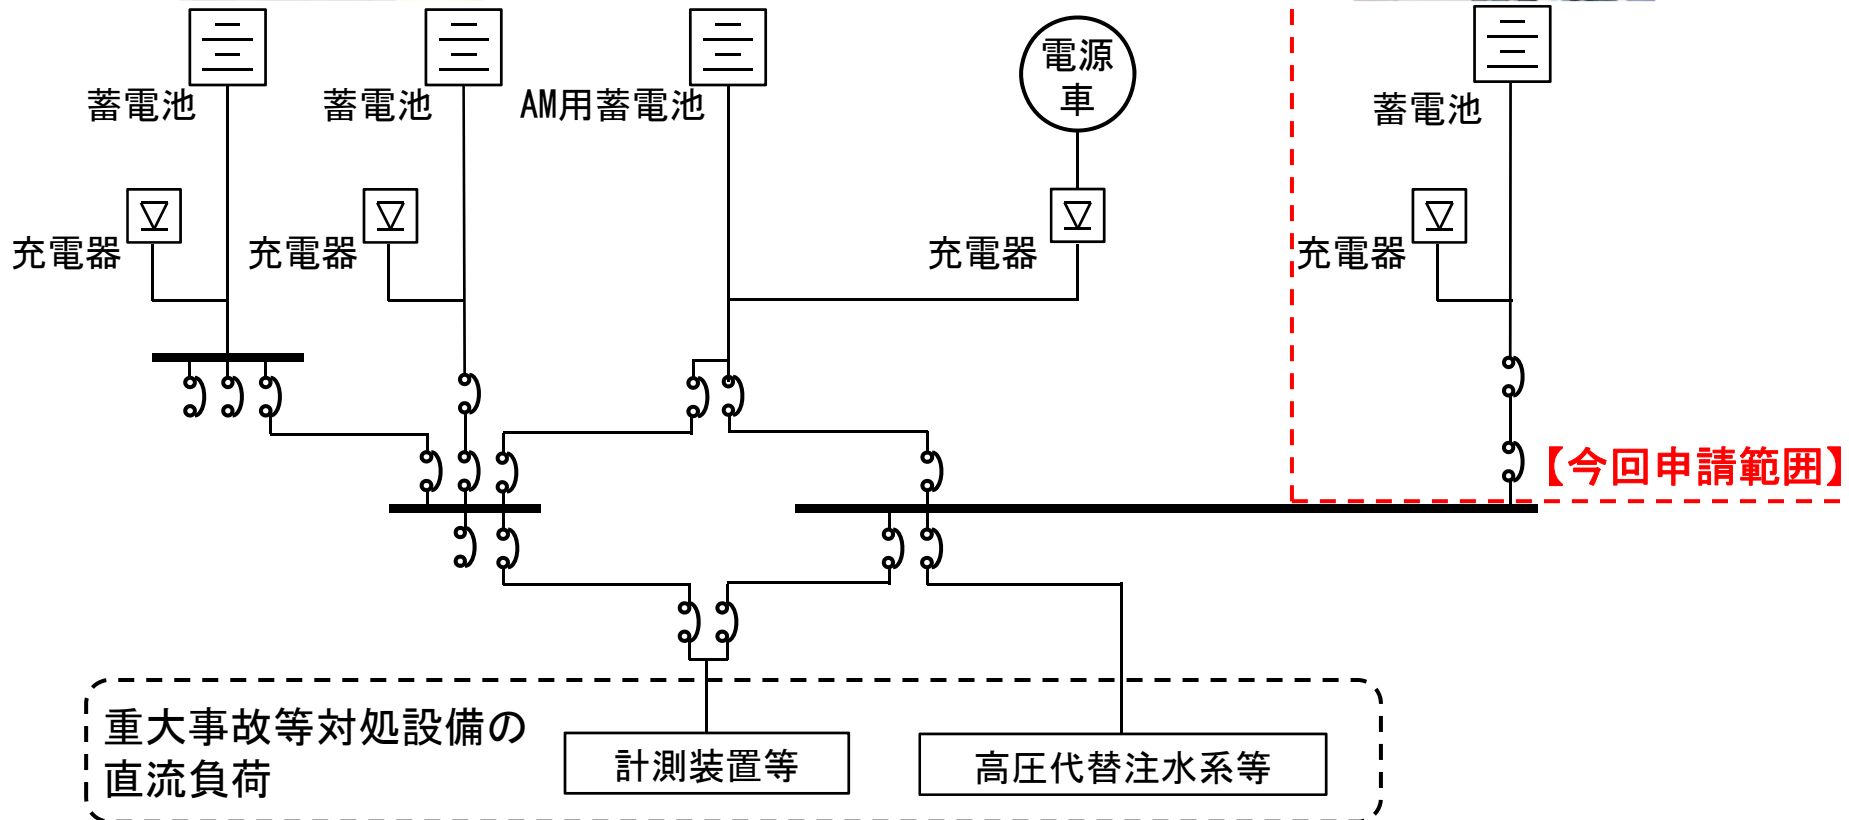 電源
車
蓄電池
蓄電池
AM用蓄電池
蓄電池
充電器
充電器
充電器
充電器
【今回申請範囲】
重大事故等対処設備の
直流負荷
計測装置等
高圧代替注水系等